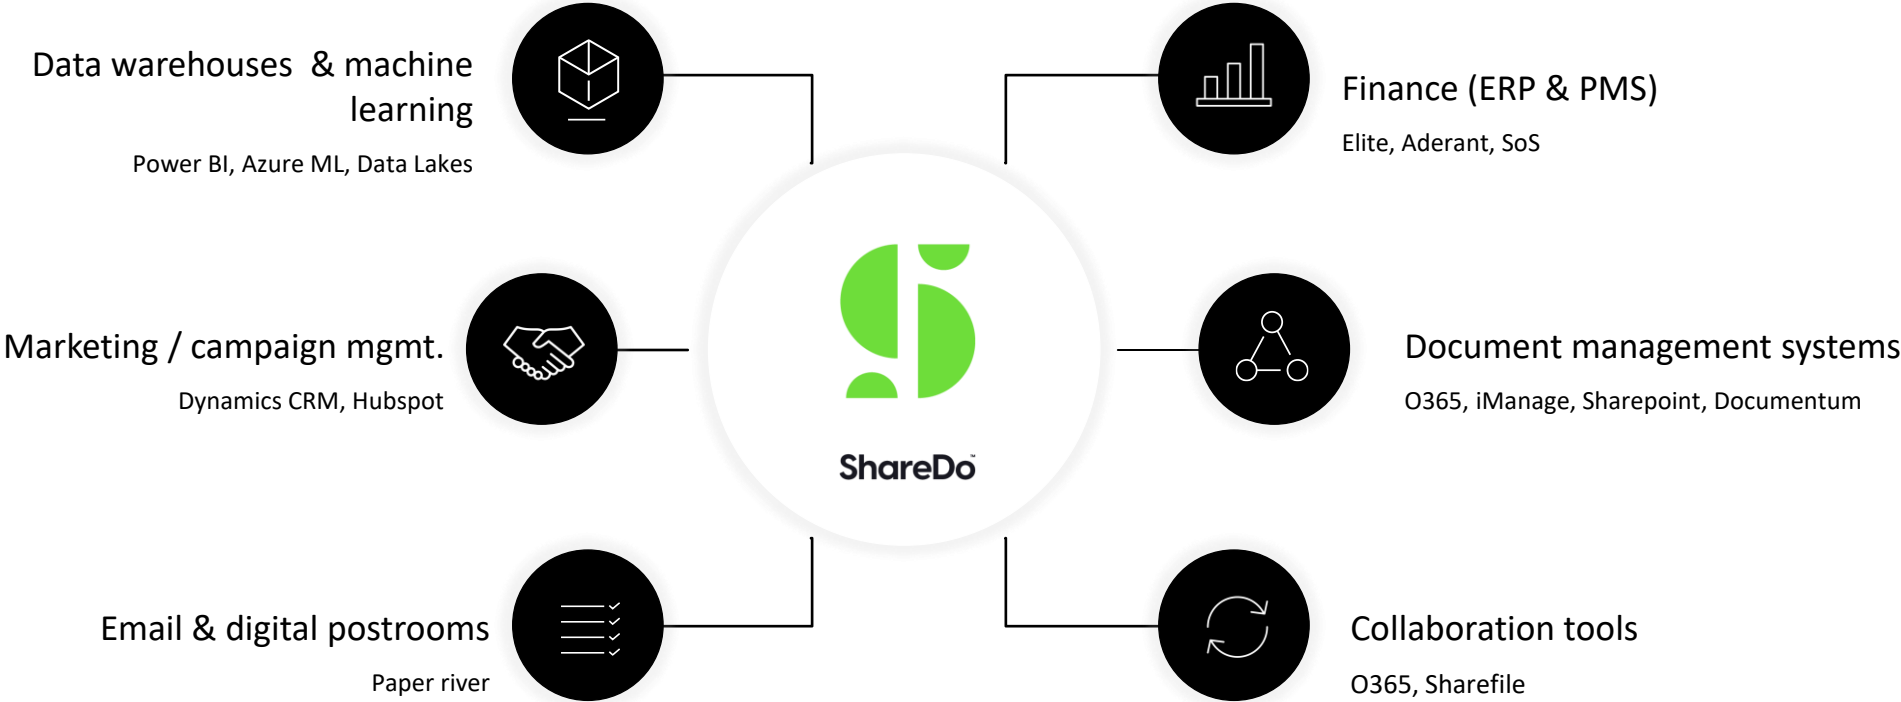 Data warehouses  & machine
learning
Power BI, Azure ML, Data Lakes
Finance (ERP & PMS)
Elite, Aderant, SoS
Marketing / campaign mgmt.
Dynamics CRM, Hubspot
ShareDo™
Document management systems
O365, iManage, Sharepoint, Documentum
Email & digital postrooms
Paper river
Collaboration tools
O365, Sharefile